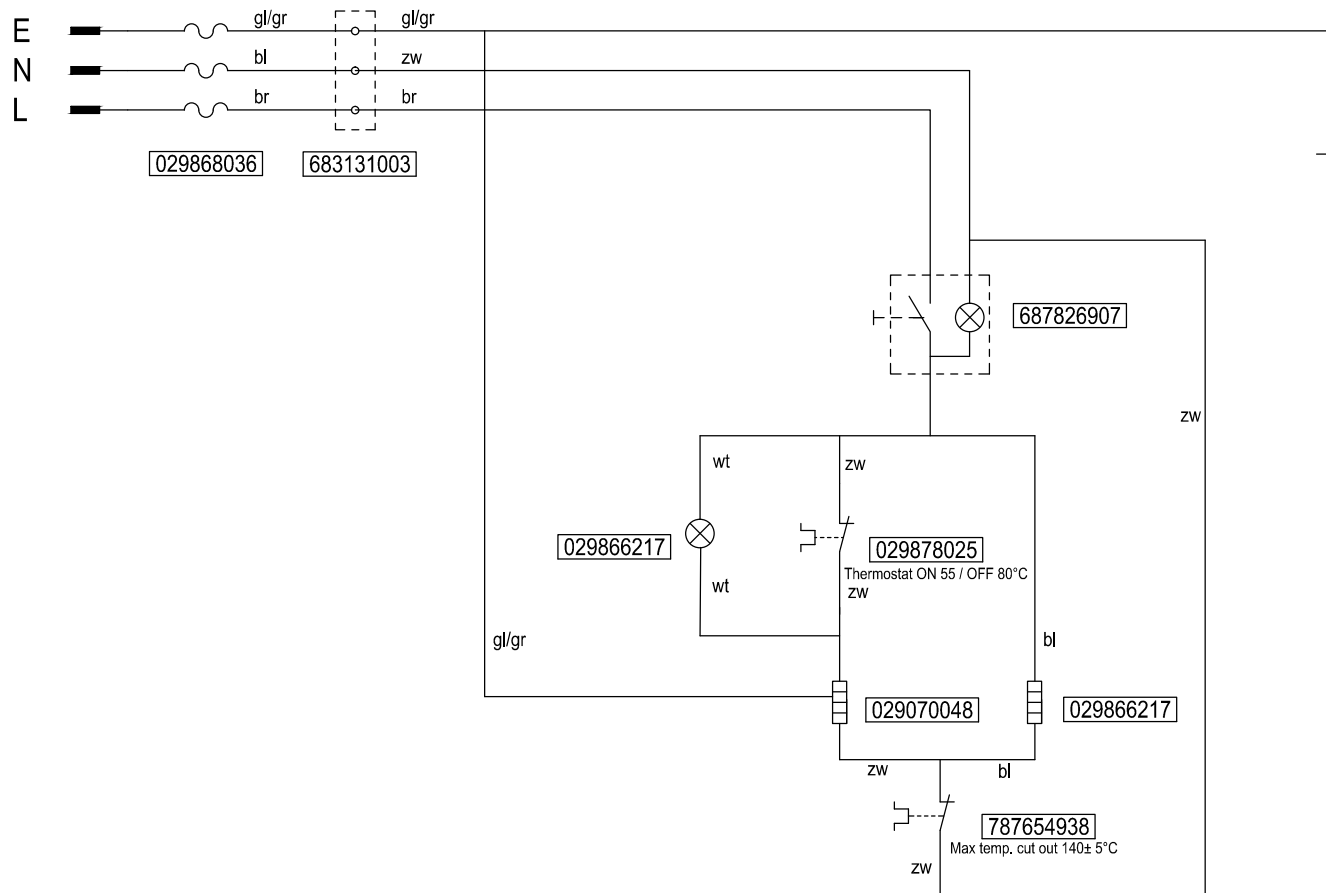 E gl/gr gl/gr
N bl zw
L br br
029868036 683131003
687826907
zw
wt zw
029866217 029878025
Thermostat ON 55 / OFF 80°C
wt zw
gl/gr bl
029070048 029866217
zw bl
787654938
Max temp. cut out 140± 5°C
zw